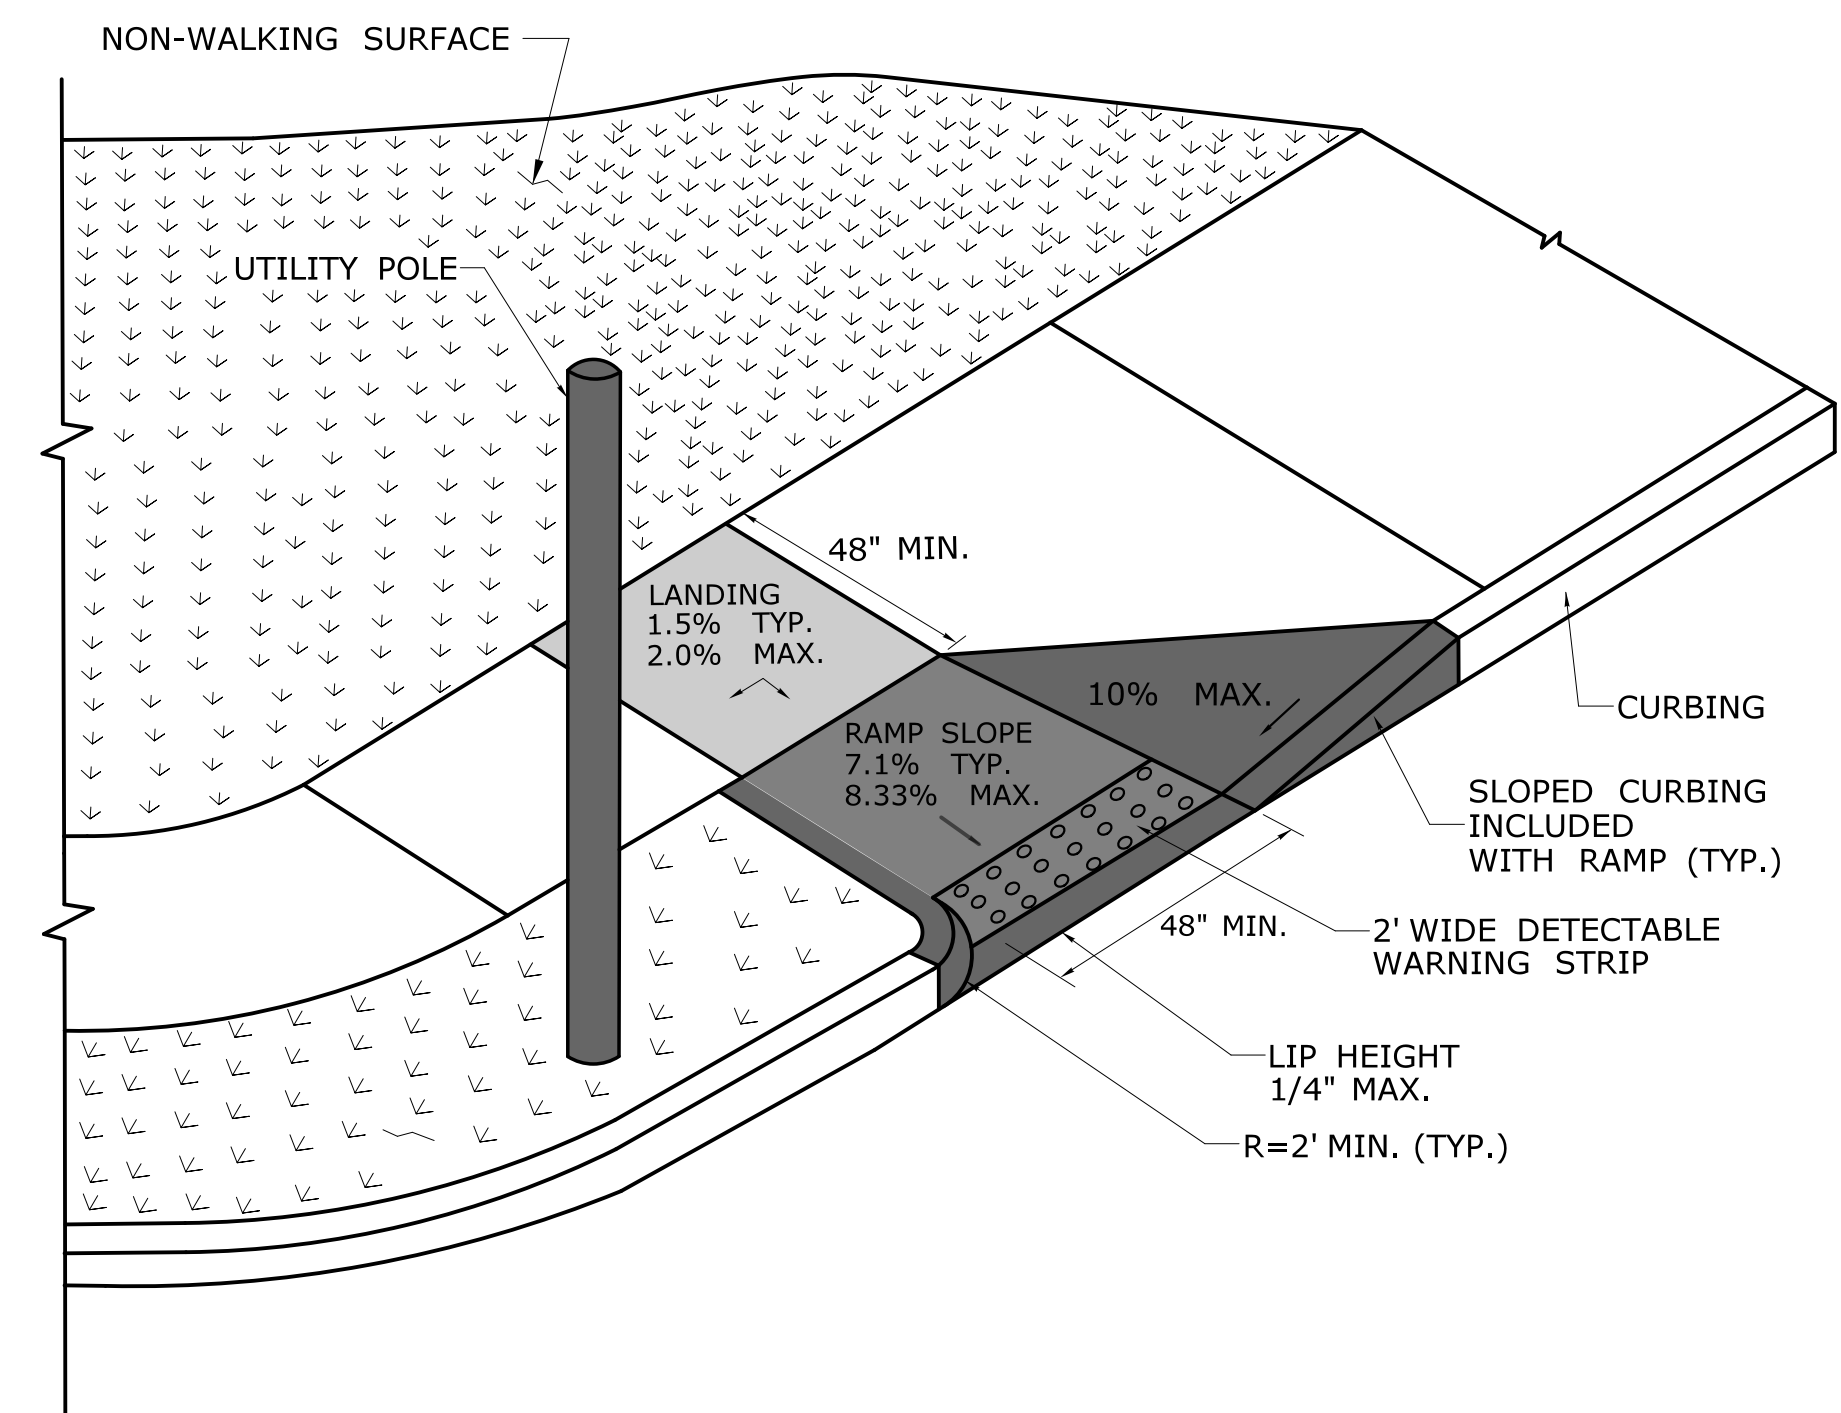 NON-WALKING SURFACE
UTILITY POLE
48" MIN.
LANDING
1.5% TYP.
2.0% MAX.
10% MAX.
RAMP SLOPE
7.1% TYP.
8.33% MAX.
CURBING
SLOPED CURBING
INCLUDED
WITH RAMP (TYP.)
48" MIN.
2' WIDE DETECTABLE
WARNING STRIP
LIP HEIGHT
1/4" MAX.
R=2' MIN. (TYP.)